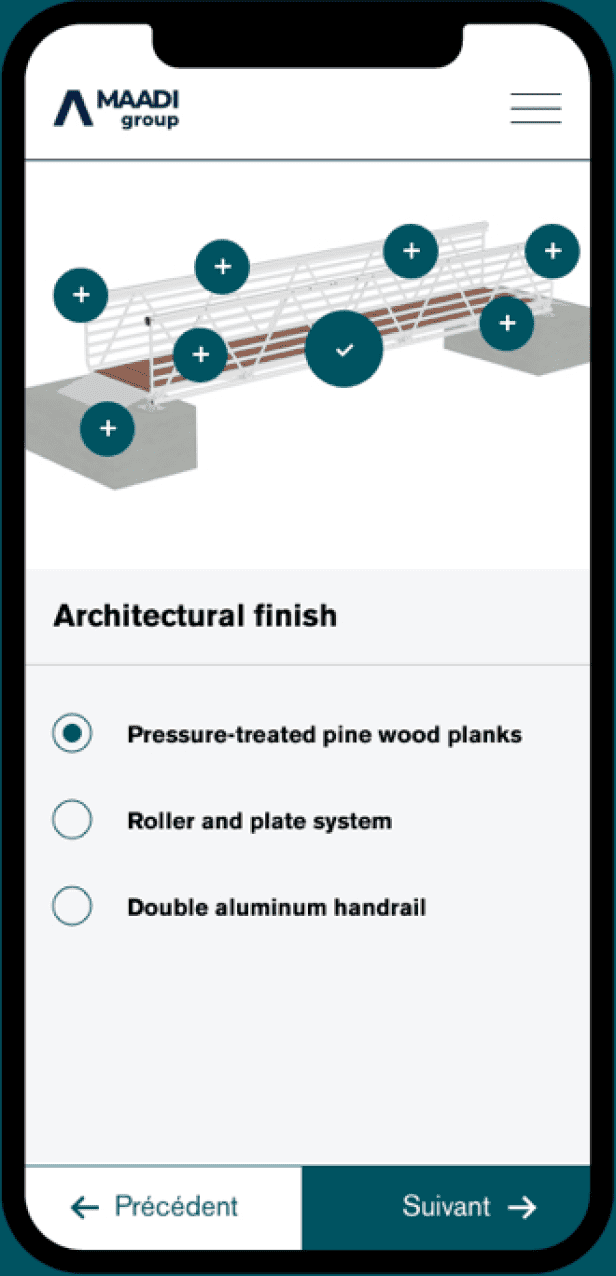 MAADI
group
Architectural finish
Pressure-treated pine wood planks
Roller and plate system
Double aluminum handrail
← Précédent
Suivant →